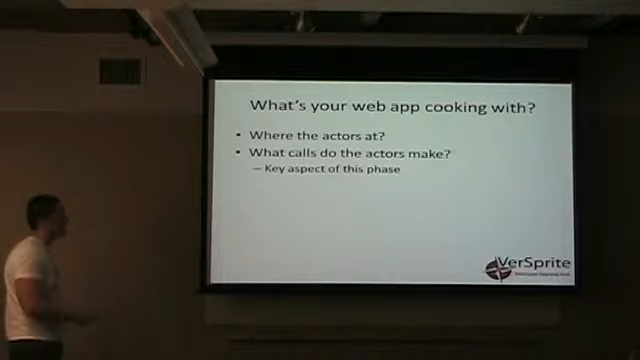 What's your web app cooking with?
• Where the actors at?
• What calls do the actors make?
– Key aspect of this phase
VerSprite